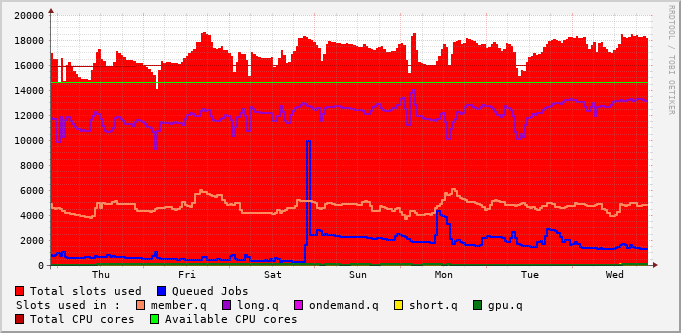 20000
18000
16000
14000
12000
10000
8000
6000
4000
2000
0
Thu Fri Sat Sun Mon Tue Wed
RRDTOOL / TOBI OETIKER
Total slots used Queued Jobs
Slots used in : member.q long.q ondemand.q short.q gpu.q
Total CPU cores Available CPU cores